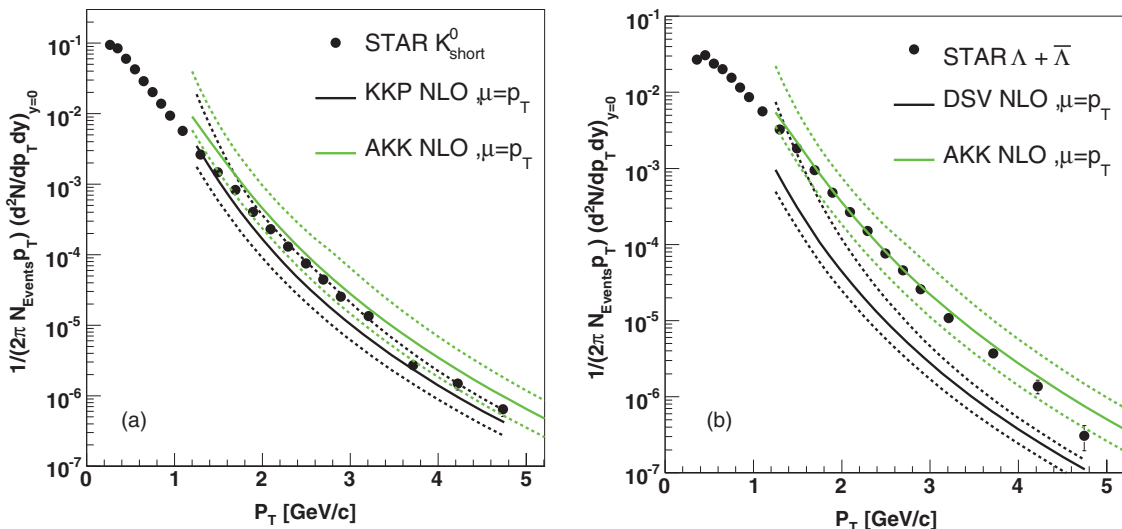 1/(2π N_Events p_T) (d²N/dp_T dy)_y=0
10⁻¹
10⁻²
10⁻³
10⁻⁴
10⁻⁵
10⁻⁶
10⁻⁷
STAR K⁰_short
KKP NLO ,μ=p_T
AKK NLO ,μ=p_T
(a)
0 1 2 3 4 5
P_T [GeV/c]
1/(2π N_Events p_T) (d²N/dp_T dy)_y=0
10⁻¹
10⁻²
10⁻³
10⁻⁴
10⁻⁵
10⁻⁶
10⁻⁷
STAR Λ + Λ̅
DSV NLO ,μ=p_T
AKK NLO ,μ=p_T
(b)
0 1 2 3 4 5
P_T [GeV/c]